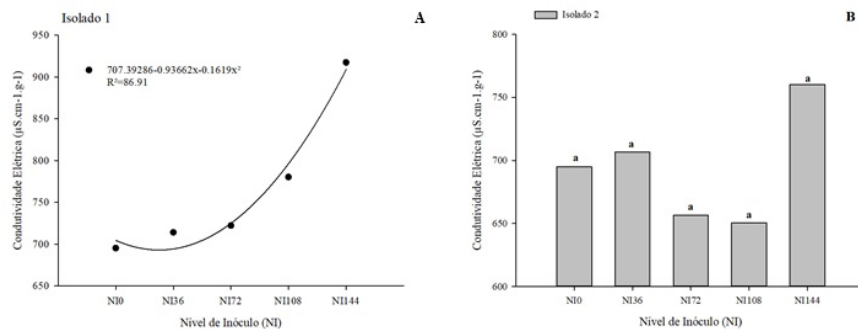 Isolado 1
A
707.39286-0.93662x-0.1619x²
R²=86.91
Condutividade Elétrica (µS.cm-1.g-1)
950
900
850
800
750
700
650
NI0 NI36 NI72 NI108 NI144
Nível de Inóculo (NI)
Isolado 2
B
Condutividade Elétrica (µS.cm-1.g-1)
800
750
700
650
600
a a a a a
NI0 NI36 NI72 NI108 NI144
Nível de Inóculo (NI)